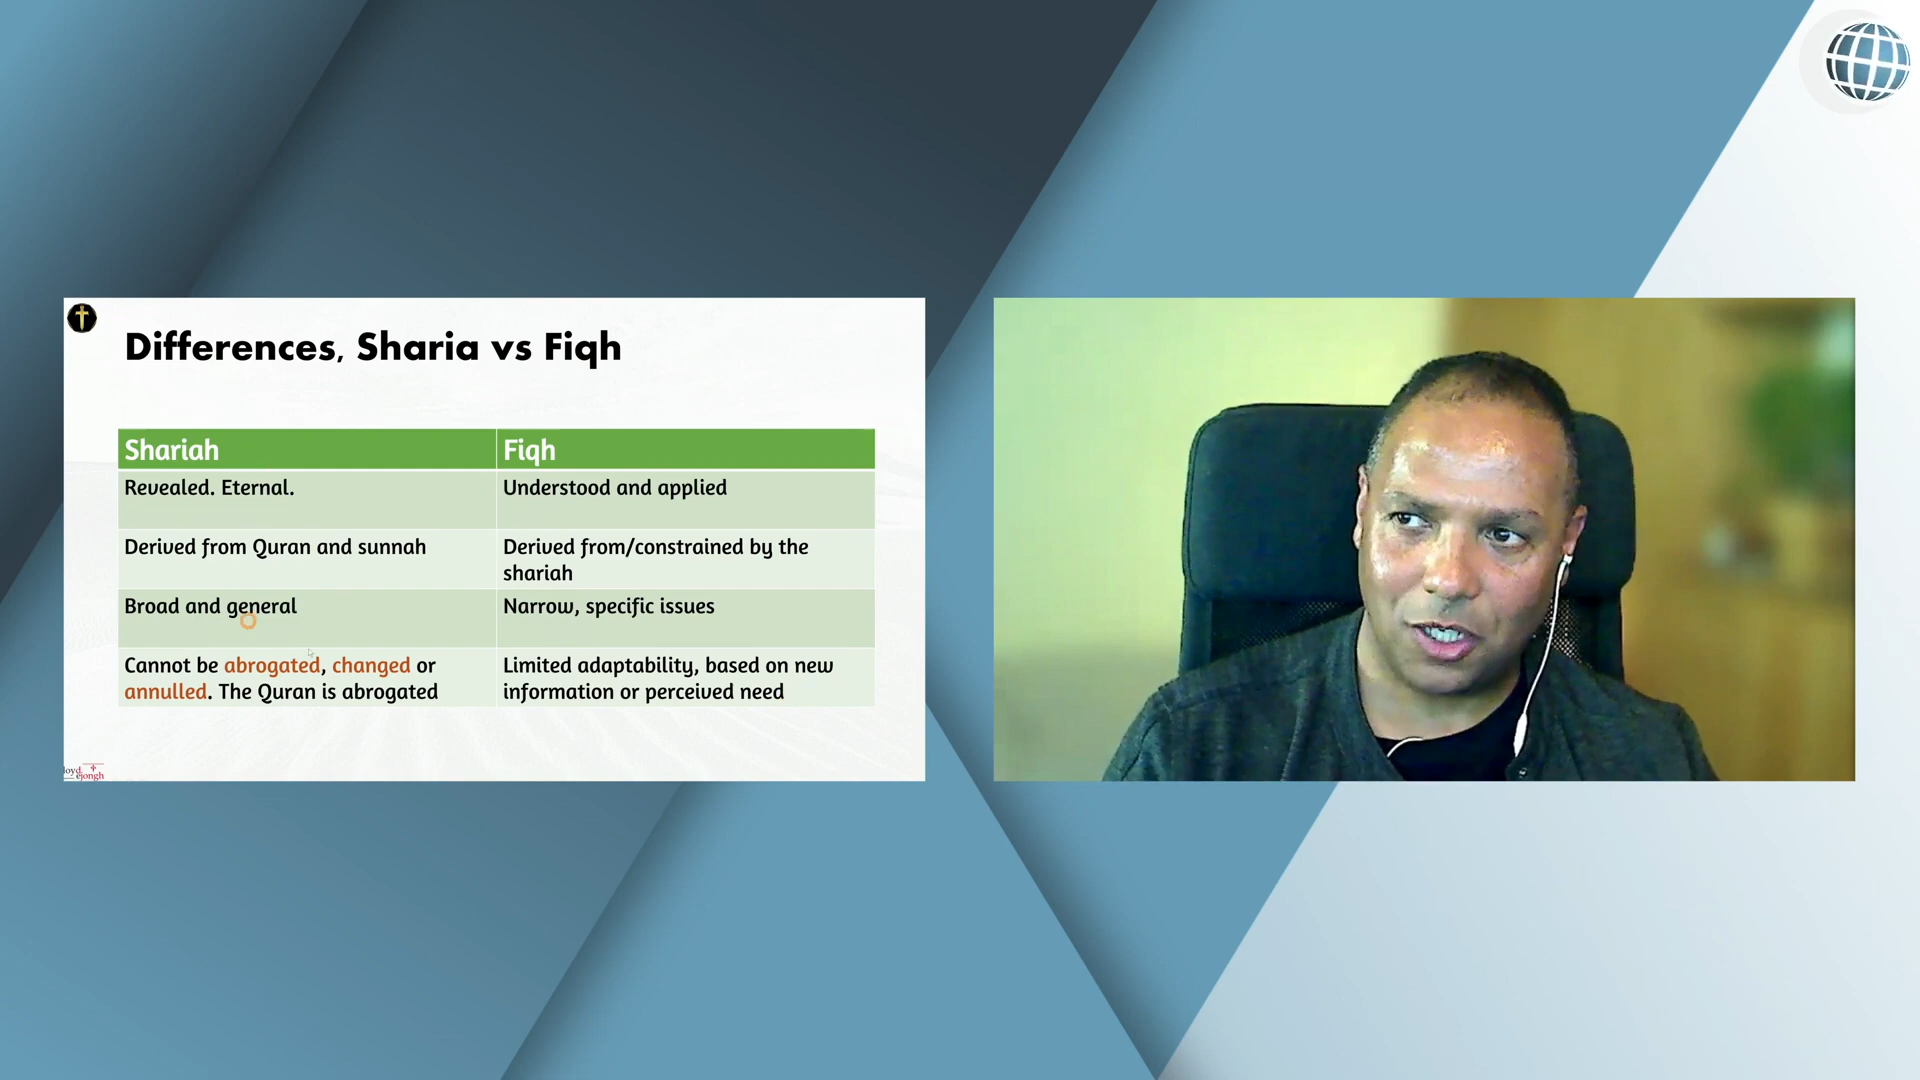 Differences, Sharia vs Fiqh
Shariah
Fiqh
Revealed. Eternal.
Understood and applied
Derived from Quran and sunnah
Derived from/constrained by the
shariah
Broad and general
Narrow, specific issues
Cannot be abrogated, changed or
annulled. The Quran is abrogated
Limited adaptability, based on new
information or perceived need
loyd
ejongh